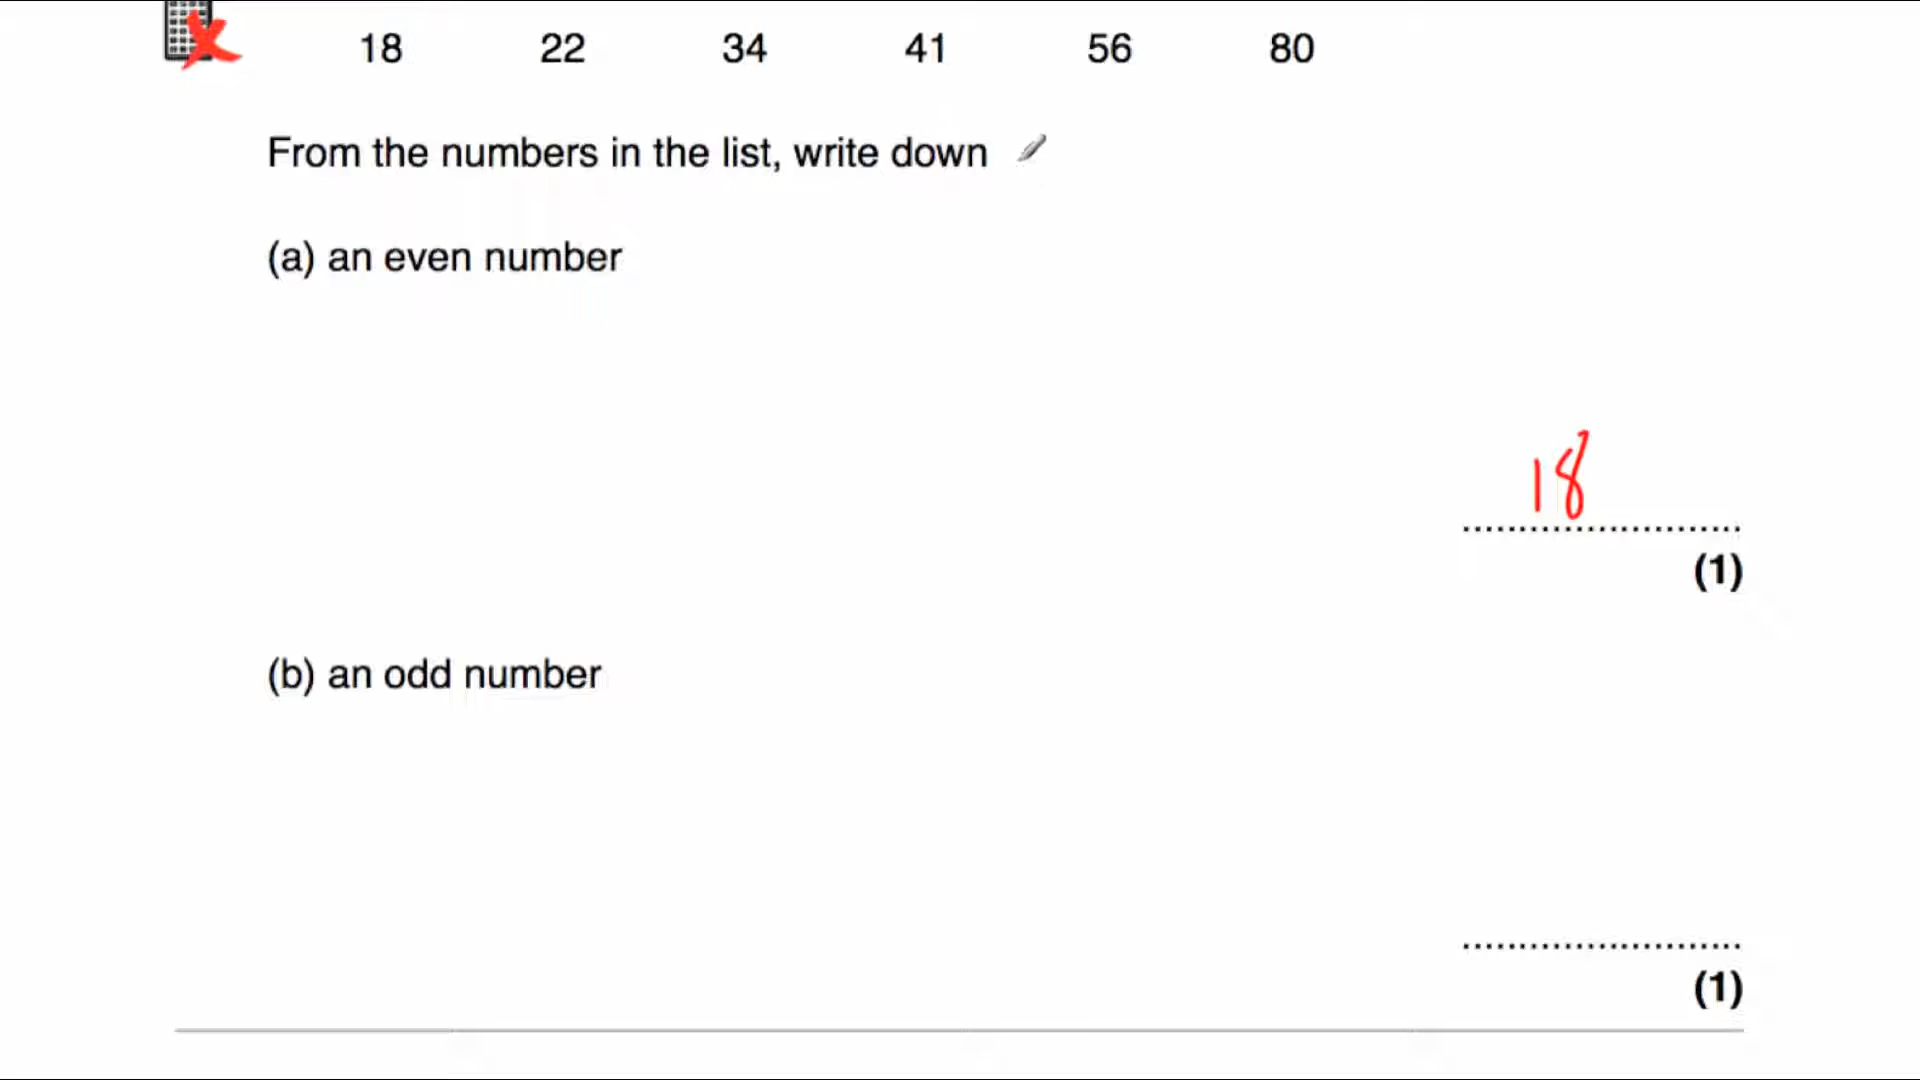 18 22 34 41 56 80
From the numbers in the list, write down
(a) an even number
18
(1)
(b) an odd number
(1)